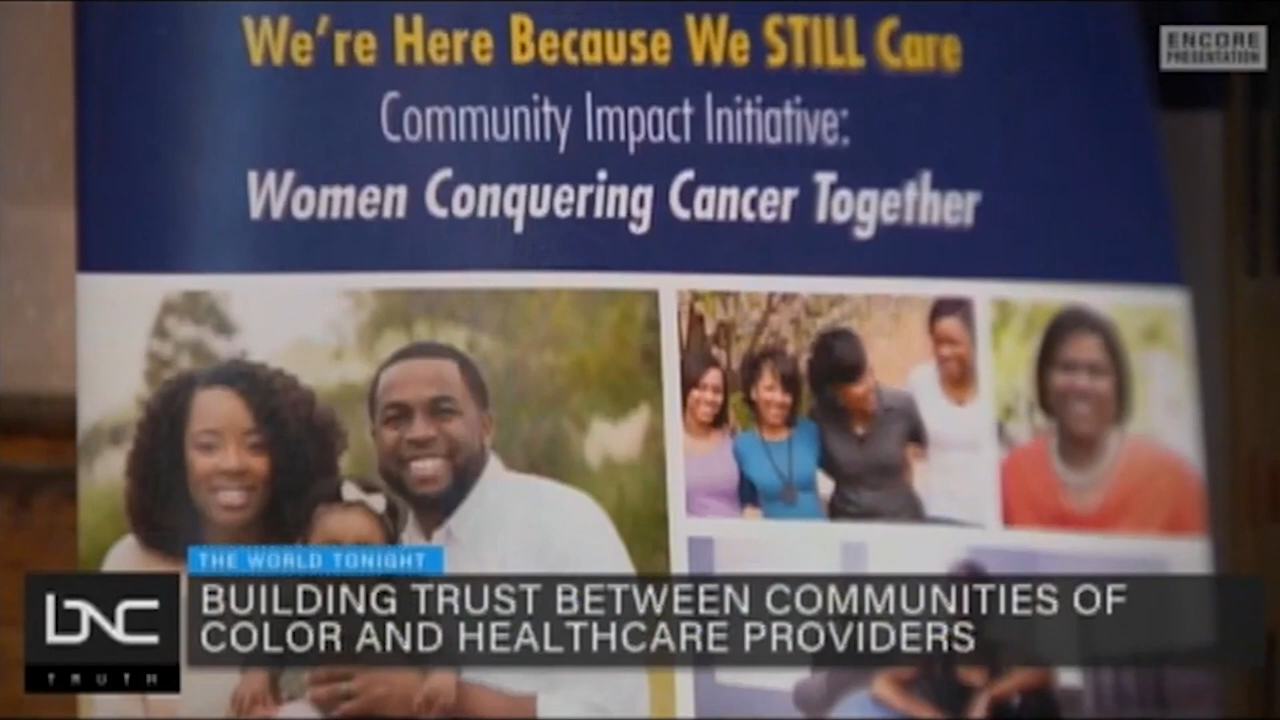 We're Here Because We STILL Care
ENCORE
PRESENTATION
Community Impact Initiative:
Women Conquering Cancer Together
THE WORLD TONIGHT
BUILDING TRUST BETWEEN COMMUNITIES OF
COLOR AND HEALTHCARE PROVIDERS
BNC
TRUTH